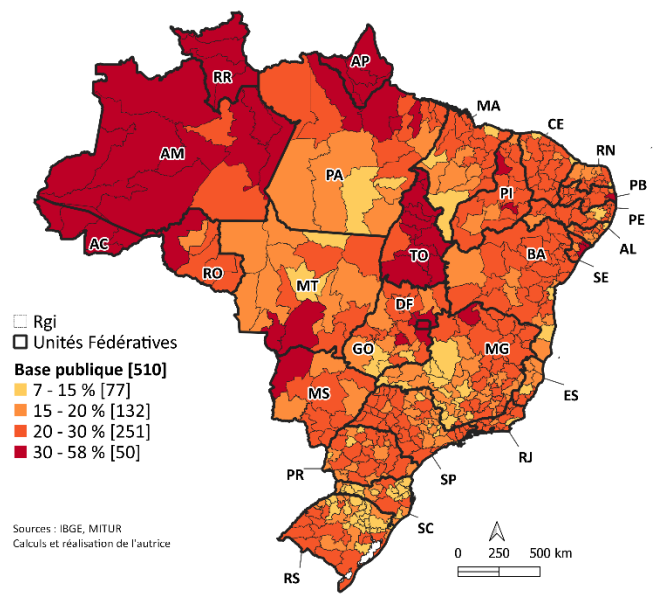 AP
RR
MA
CE
AM
RN
PA
PI
PB
PE
AC
TO
AL
RO
BA
SE
MT
DF
Rgi
Unités Fédératives
GO
MG
Base publique [510]
7 - 15 % [77]
15 - 20 % [132]
20 - 30 % [251]
30 - 58 % [50]
MS
ES
RJ
PR
SP
SC
Sources : IBGE, MITUR
Calculs et réalisation de l'autrice
RS
0 250 500 km